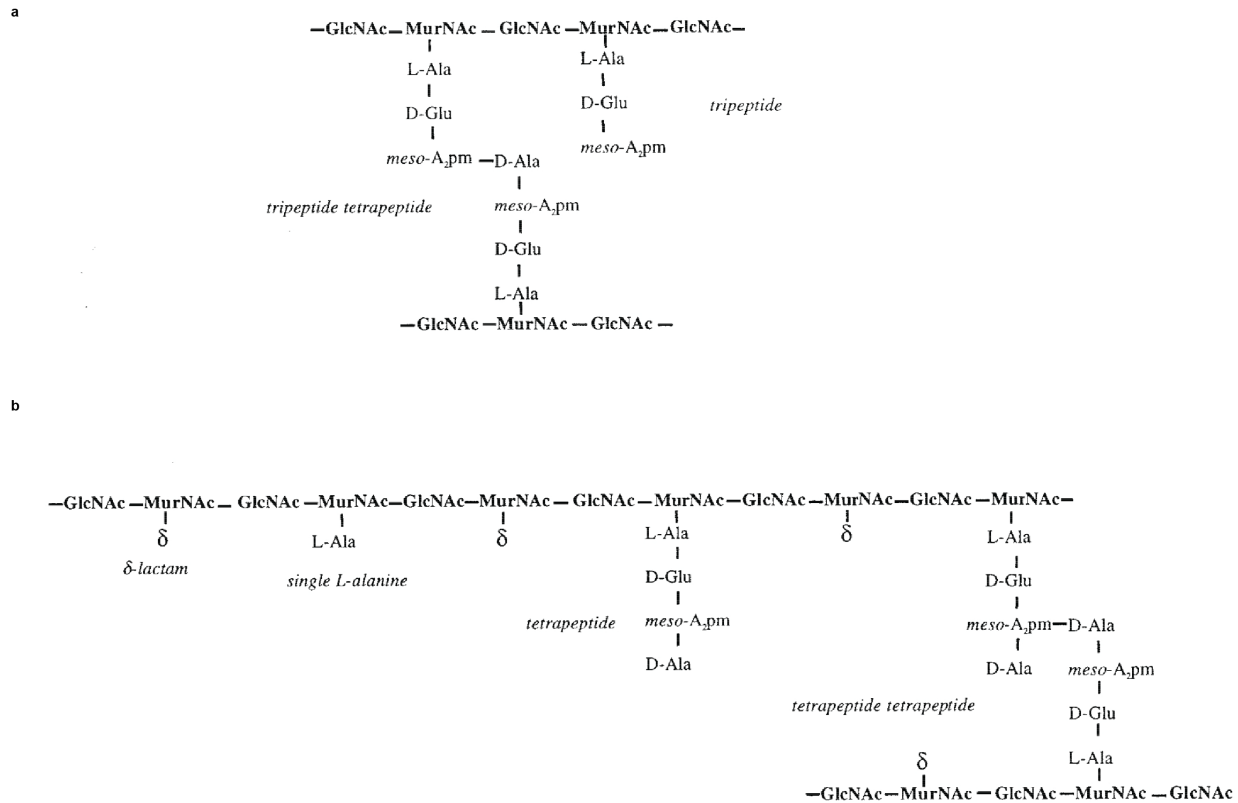 a
—GlcNAc—MurNAc—GlcNAc—MurNAc—GlcNAc—
L-Ala L-Ala
D-Glu D-Glu tripeptide
meso-A₂pm—D-Ala meso-A₂pm
tripeptide tetrapeptide meso-A₂pm
D-Glu
L-Ala
—GlcNAc—MurNAc—GlcNAc—
b
—GlcNAc—MurNAc—GlcNAc—MurNAc—GlcNAc—MurNAc—GlcNAc—MurNAc—GlcNAc—MurNAc—GlcNAc—MurNAc—
δ L-Ala δ L-Ala δ L-Ala
δ-lactam single L-alanine D-Glu D-Glu
tetrapeptide meso-A₂pm meso-A₂pm—D-Ala
D-Ala D-Ala meso-A₂pm
tetrapeptide tetrapeptide D-Glu
δ L-Ala
—GlcNAc—MurNAc—GlcNAc—MurNAc—GlcNAc